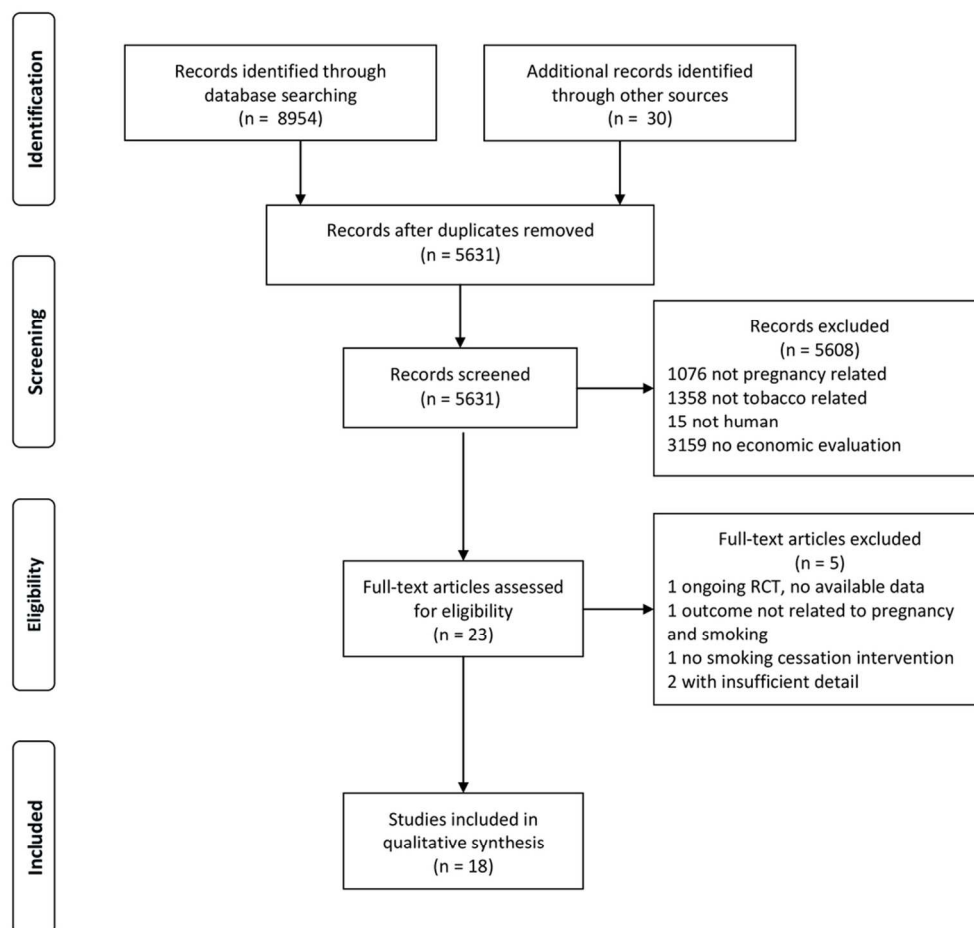 Identification
Records identified through
database searching
(n = 8954)
Additional records identified
through other sources
(n = 30)
Records after duplicates removed
(n = 5631)
Screening
Records screened
(n = 5631)
Records excluded
(n = 5608)
1076 not pregnancy related
1358 not tobacco related
15 not human
3159 no economic evaluation
Eligibility
Full-text articles assessed
for eligibility
(n = 23)
Full-text articles excluded
(n = 5)
1 ongoing RCT, no available data
1 outcome not related to pregnancy
and smoking
1 no smoking cessation intervention
2 with insufficient detail
Included
Studies included in
qualitative synthesis
(n = 18)